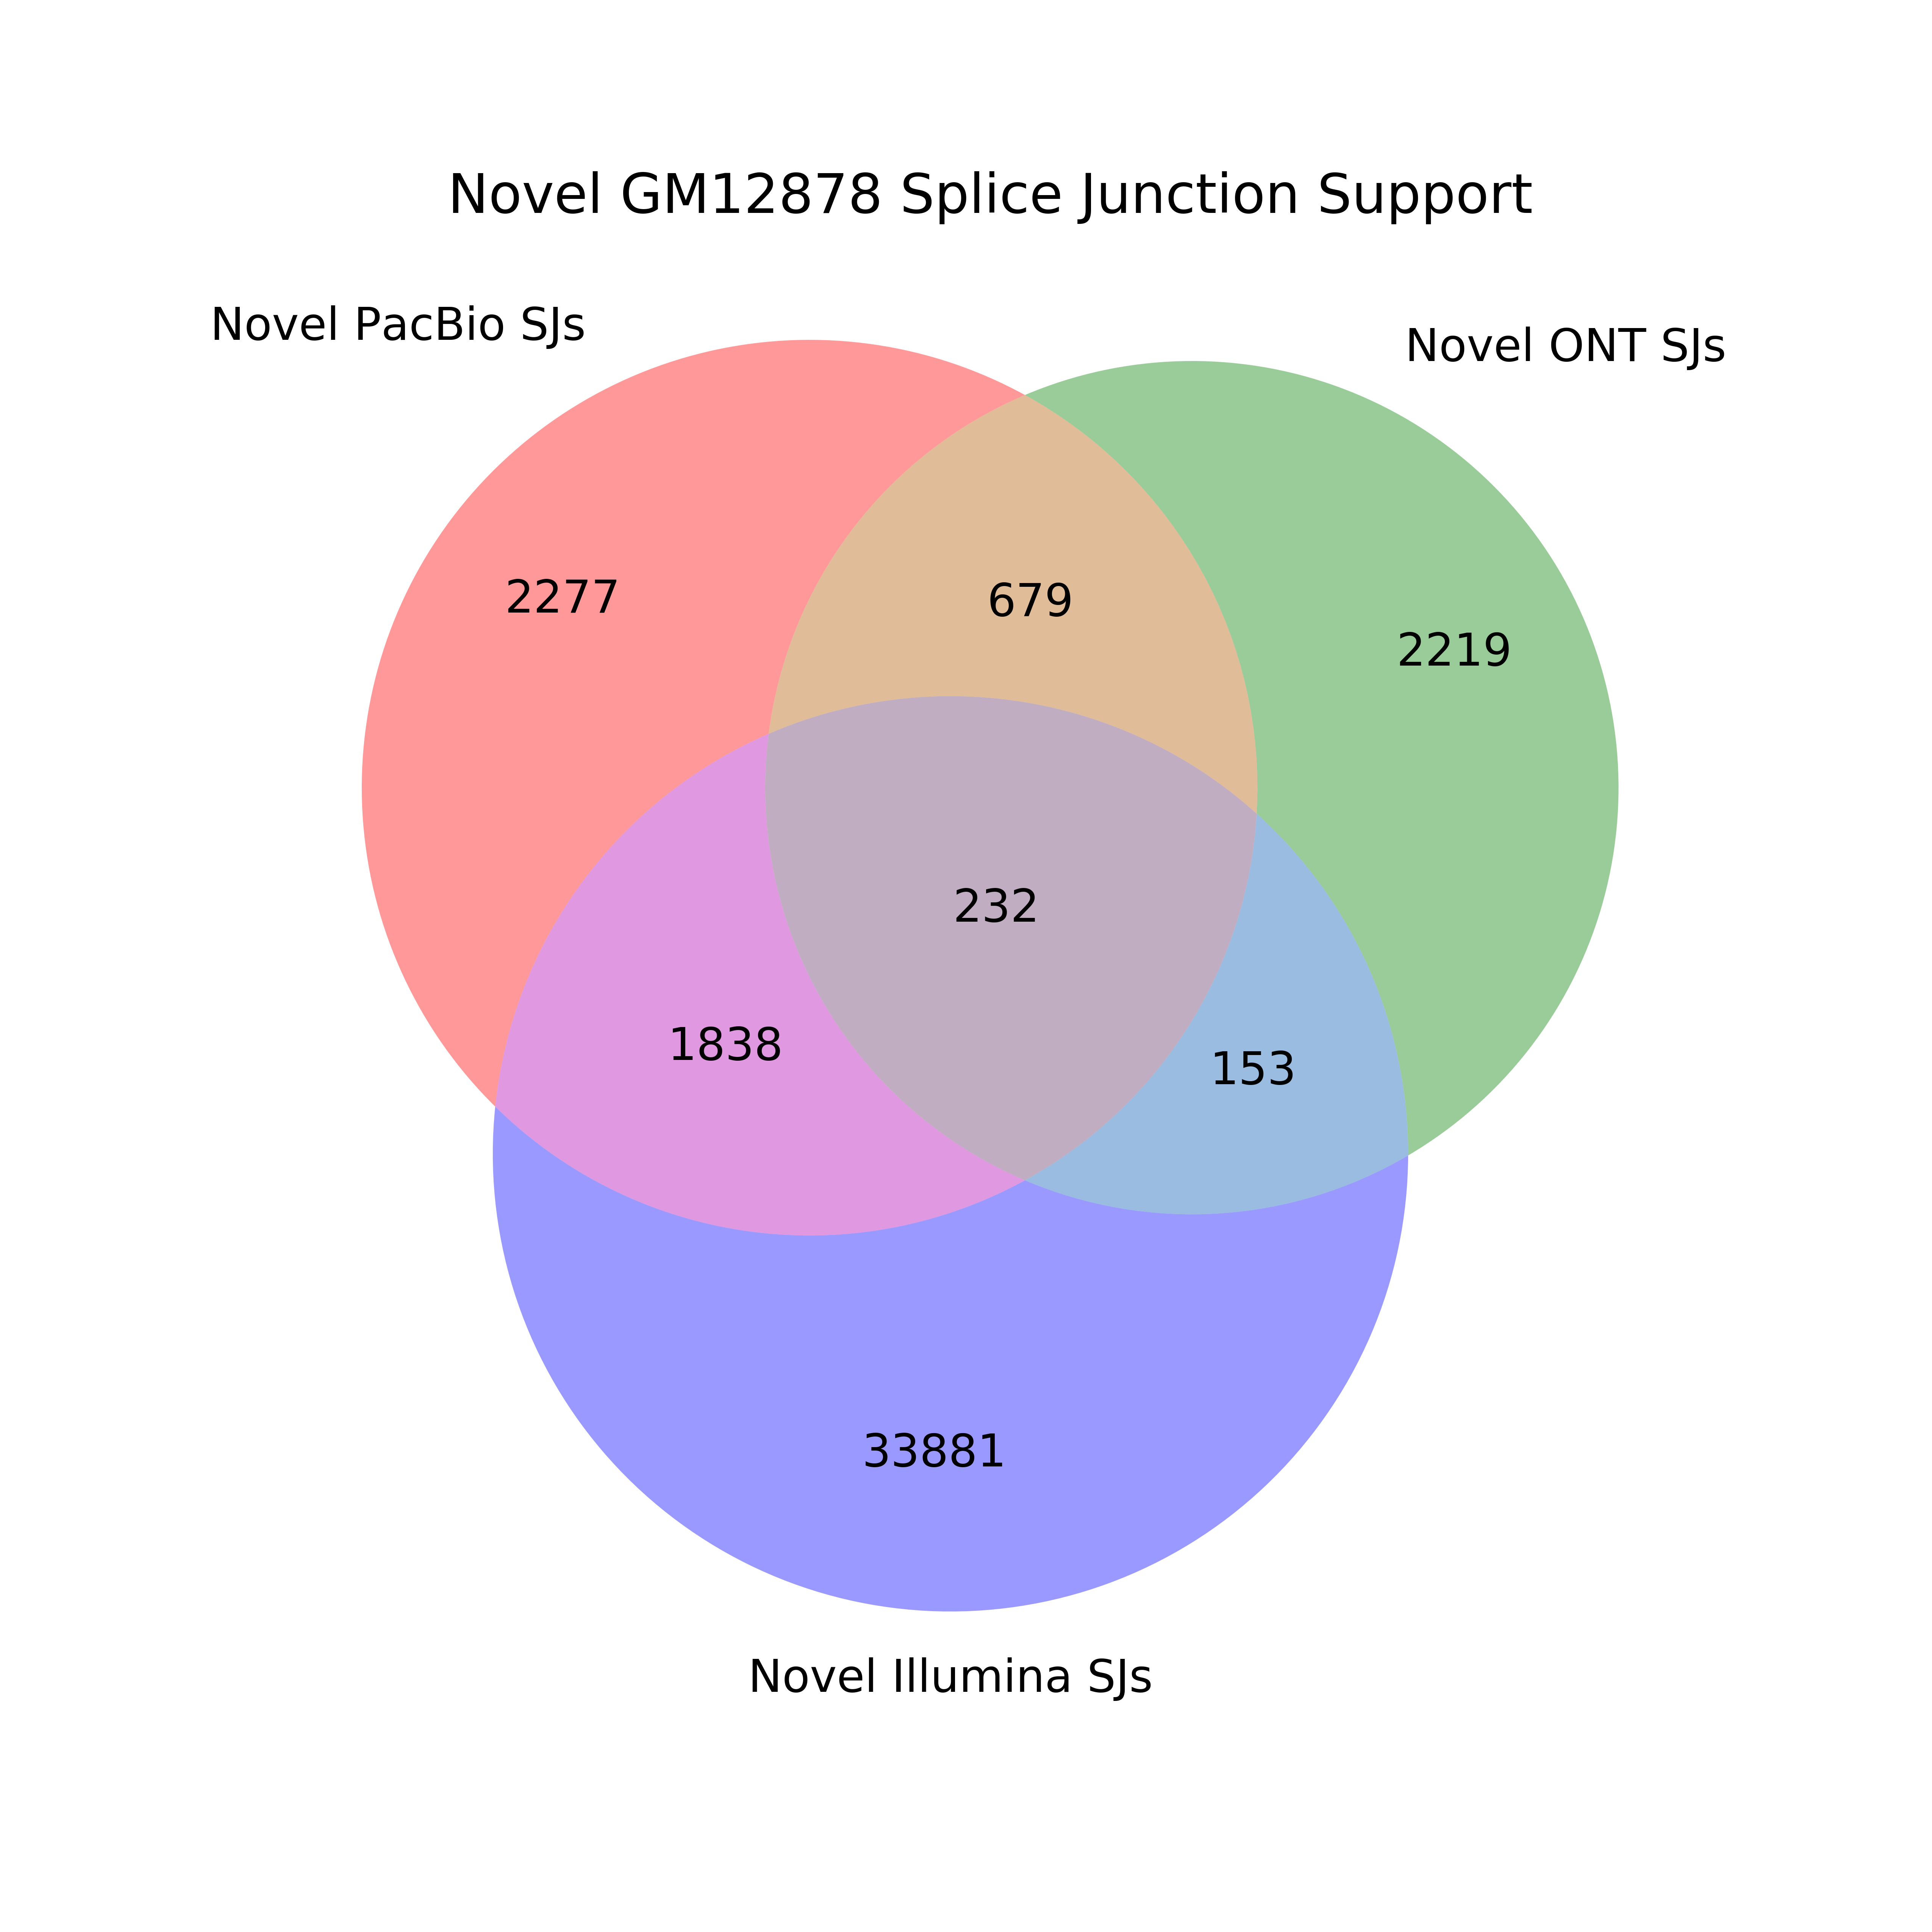 Novel GM12878 Splice Junction Support
Novel PacBio SJs
Novel ONT SJs
2277
679
2219
232
1838
153
33881
Novel Illumina SJs